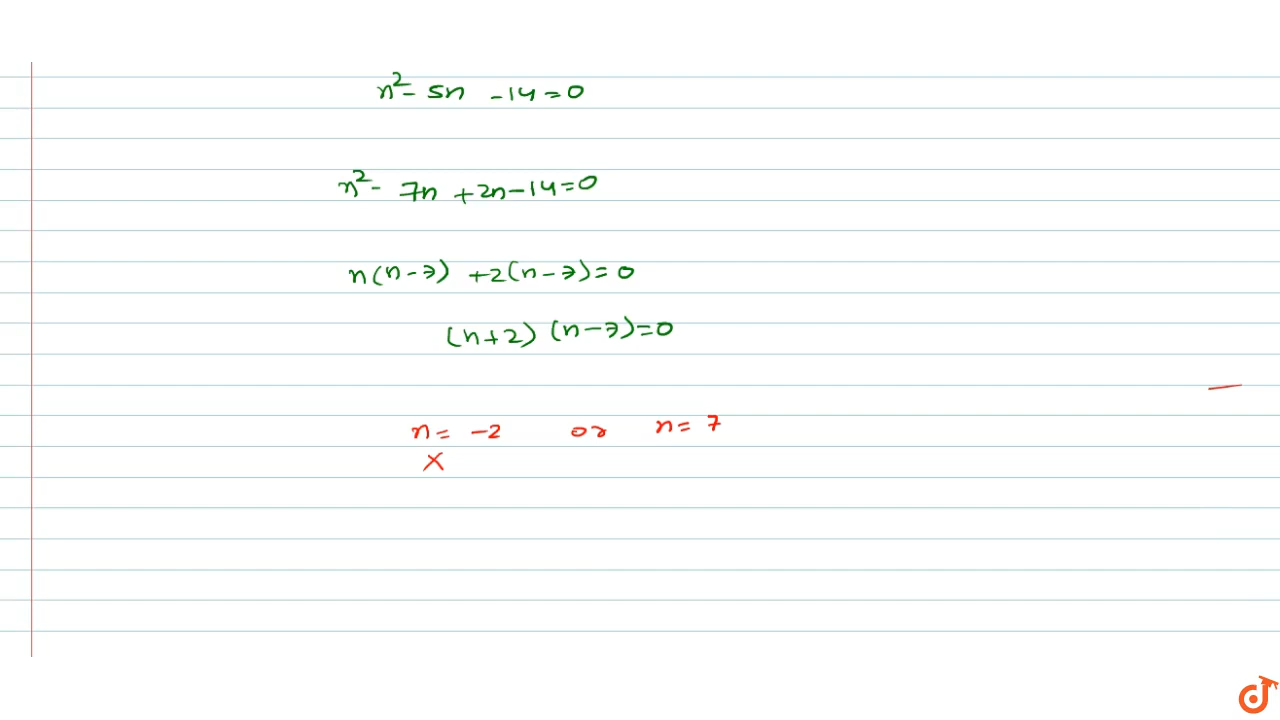 n² - 5n - 14 = 0
n² - 7n + 2n - 14 = 0
n(n-7) + 2(n-7) = 0
(n+2) (n-7) = 0
n = -2 or n = 7
×